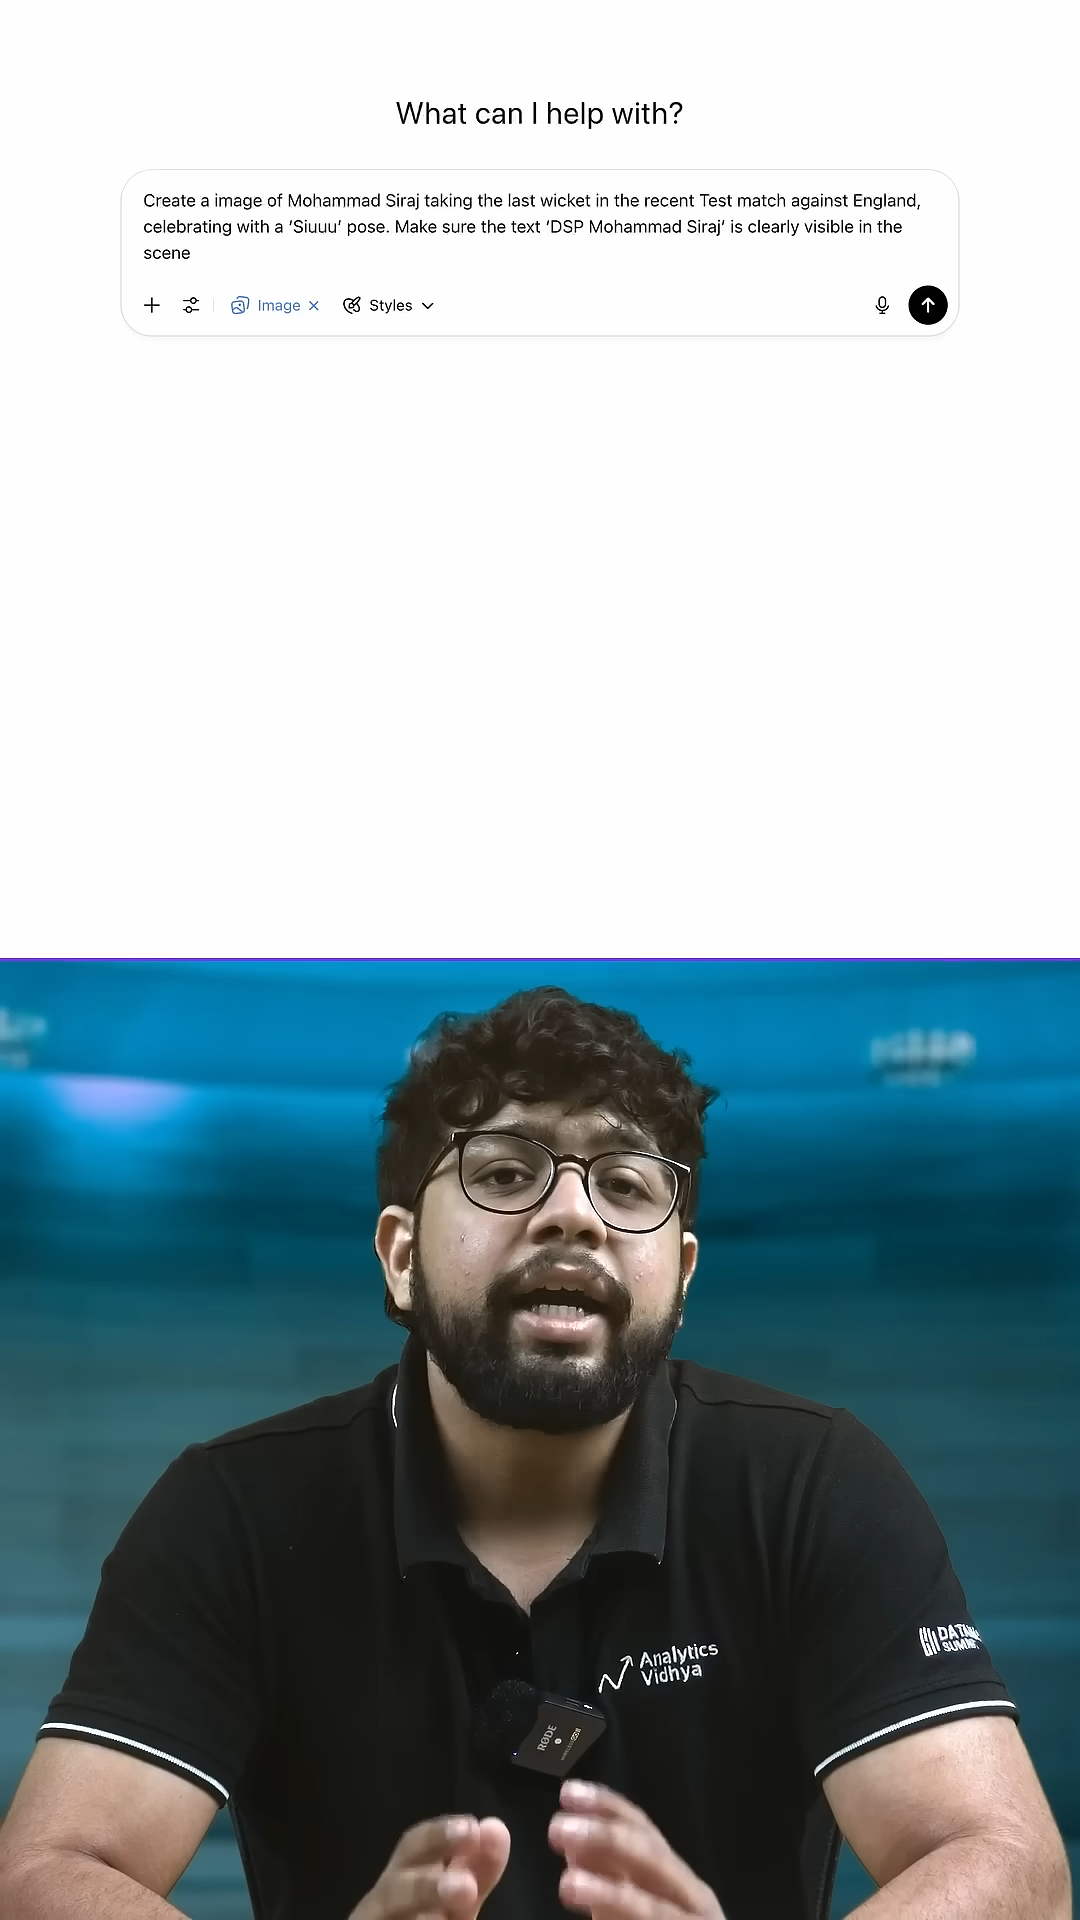 What can I help with?
Create a image of Mohammad Siraj taking the last wicket in the recent Test match against England,
celebrating with a ‘Siuuu’ pose. Make sure the text ‘DSP Mohammad Siraj’ is clearly visible in the
scene
Image
Styles
Analytics
Vidhya
RØDE